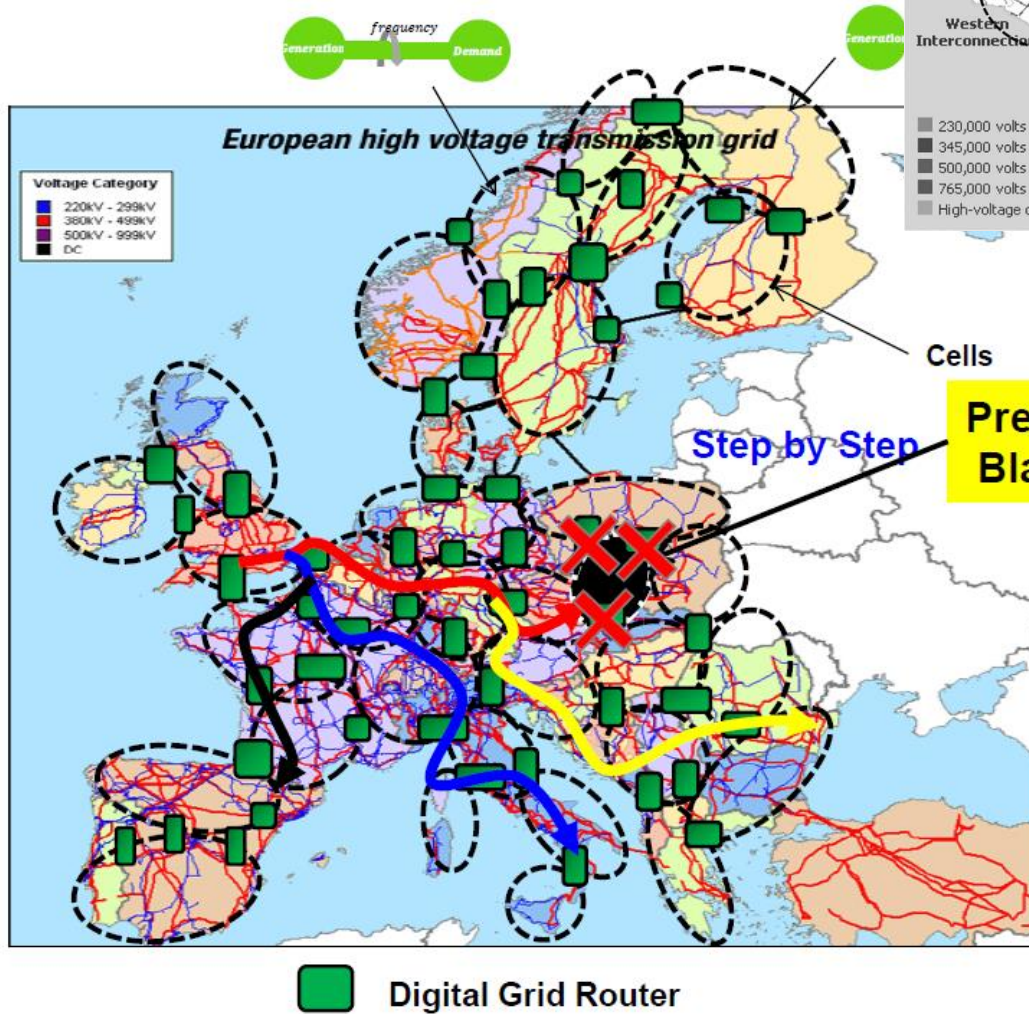 frequency
Generation
Demand
Generation
Western
Interconnection
230,000 volts
345,000 volts
500,000 volts
765,000 volts
High-voltage
European high voltage transmission grid
Voltage Category
220kV - 299kV
380kV - 499kV
500kV - 999kV
DC
Cells
Step by Step
Pre
Bla
Digital Grid Router